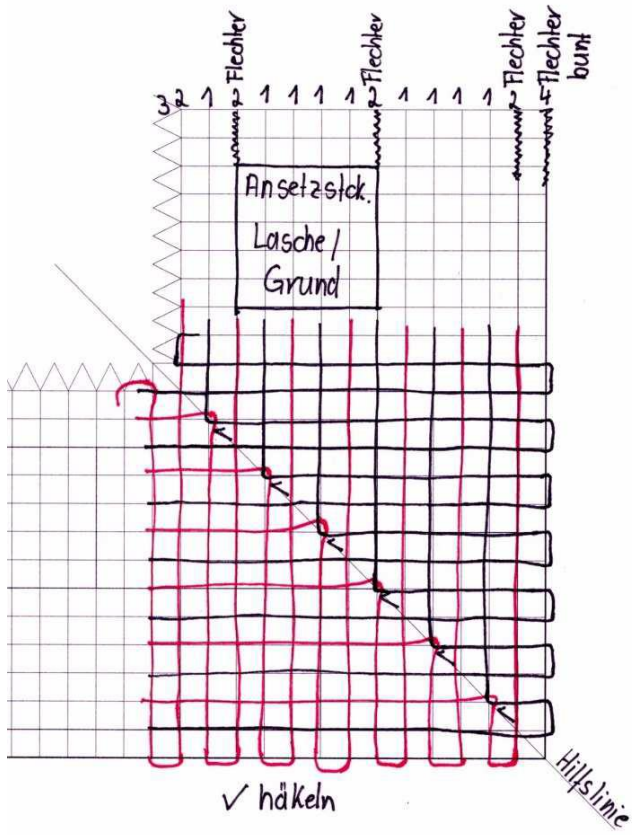 3 2 1 2 Flechter 1 1 1 1 2 Flechter 1 1 1 1 2 Flechter Flechter
bunt
Ansetzstck.
Lasche /
Grund
Hilfslinie
✓ häkeln